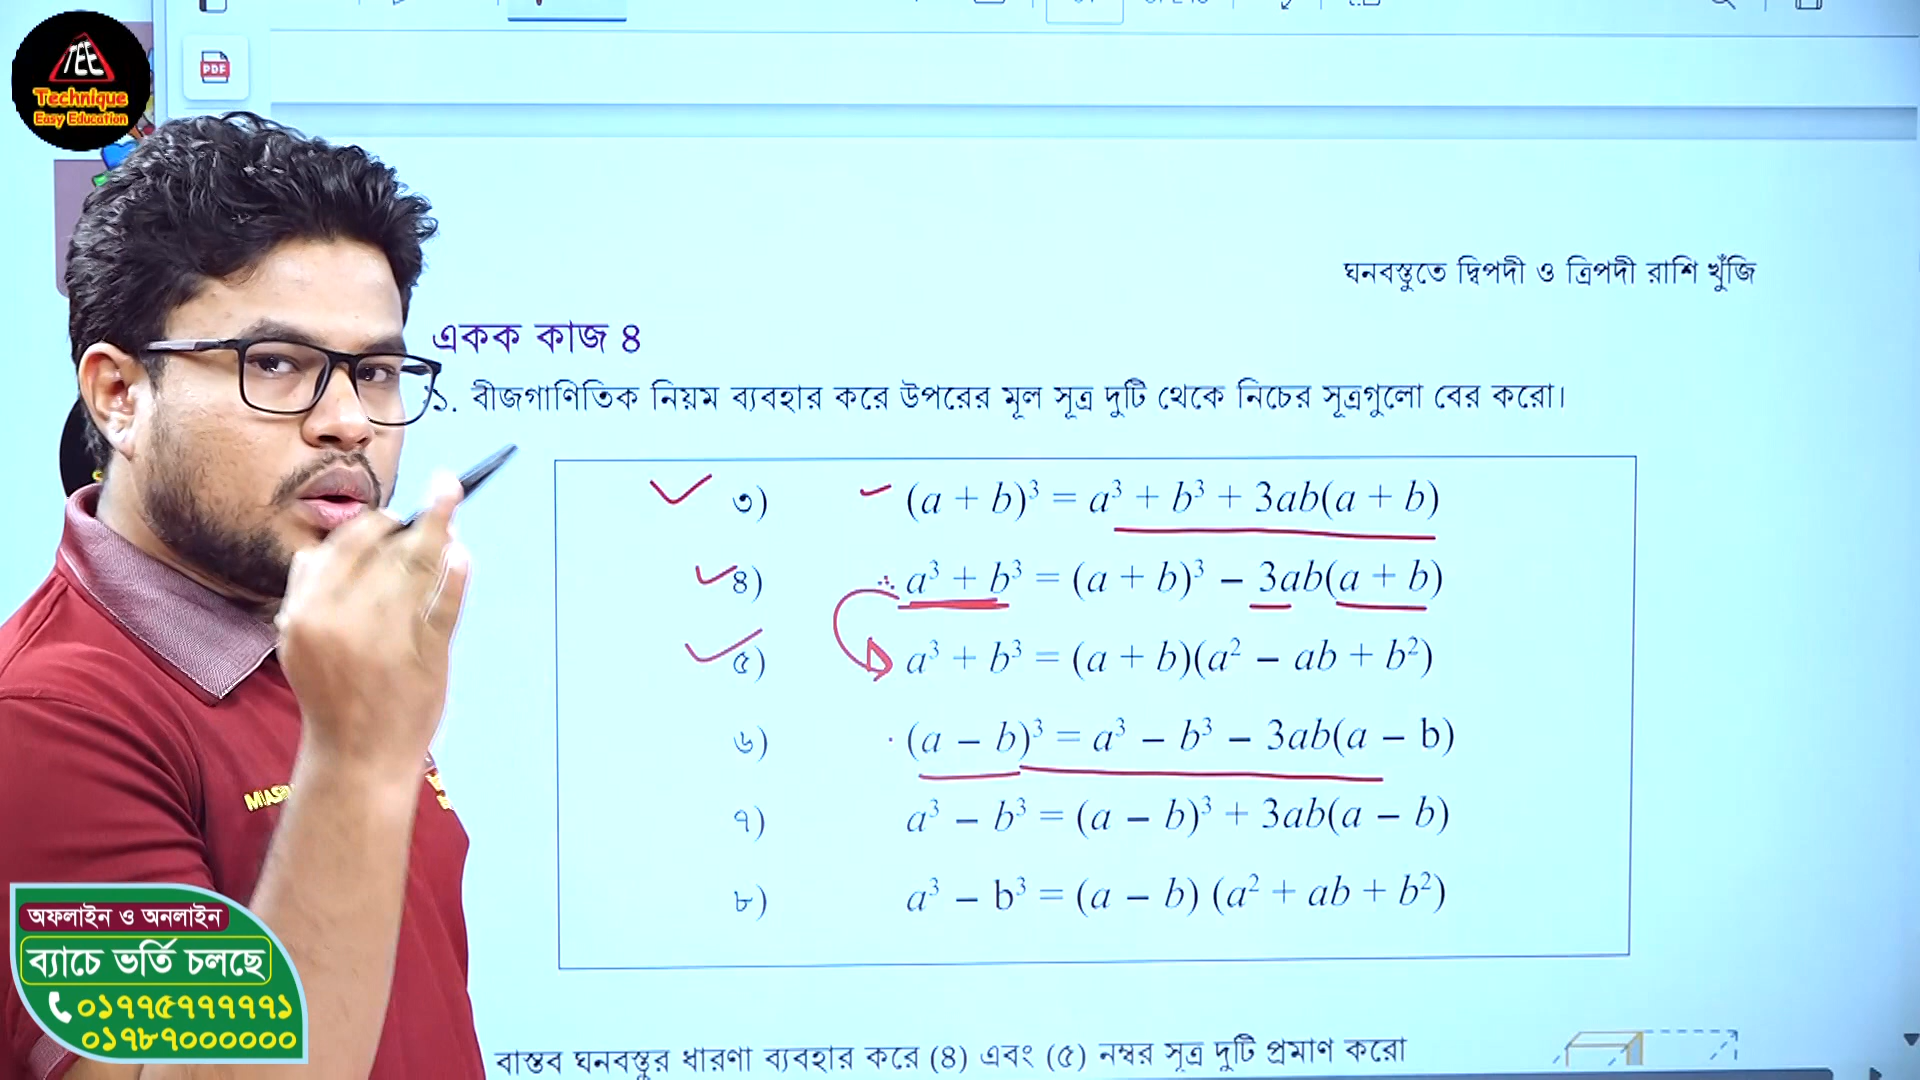 TEE
Technique
Easy Education
PDF
ঘনবস্তুতে দ্বিপদী ও ত্রিপদী রাশি খুঁজি
একক কাজ ৪
১. বীজগাণিতিক নিয়ম ব্যবহার করে উপরের মূল সূত্র দুটি থেকে নিচের সূত্রগুলো বের করো।
৩) (a + b)³ = a³ + b³ + 3ab(a + b)
৪) a³ + b³ = (a + b)³ – 3ab(a + b)
৫) a³ + b³ = (a + b)(a² – ab + b²)
৬) (a – b)³ = a³ – b³ – 3ab(a – b)
৭) a³ – b³ = (a – b)³ + 3ab(a – b)
৮) a³ – b³ = (a – b) (a² + ab + b²)
বাস্তব ঘনবস্তুর ধারণা ব্যবহার করে (৪) এবং (৫) নম্বর সূত্র দুটি প্রমাণ করো
অফলাইন ও অনলাইন
ব্যাচে ভর্তি চলছে
০১৭৭৫৭৭৭৭৭১
০১৭৮৭০০০০০০